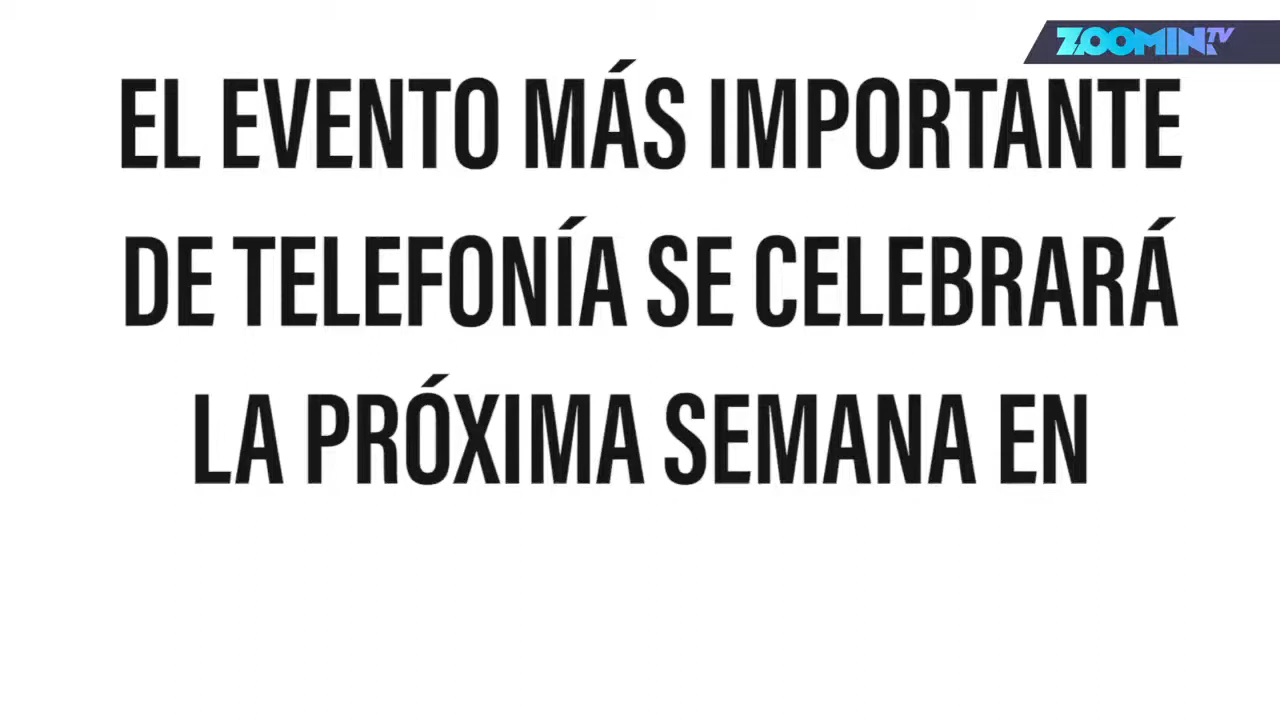 ZOOMIN.TV
EL EVENTO MÁS IMPORTANTE
DE TELEFONÍA SE CELEBRARÁ
LA PRÓXIMA SEMANA EN